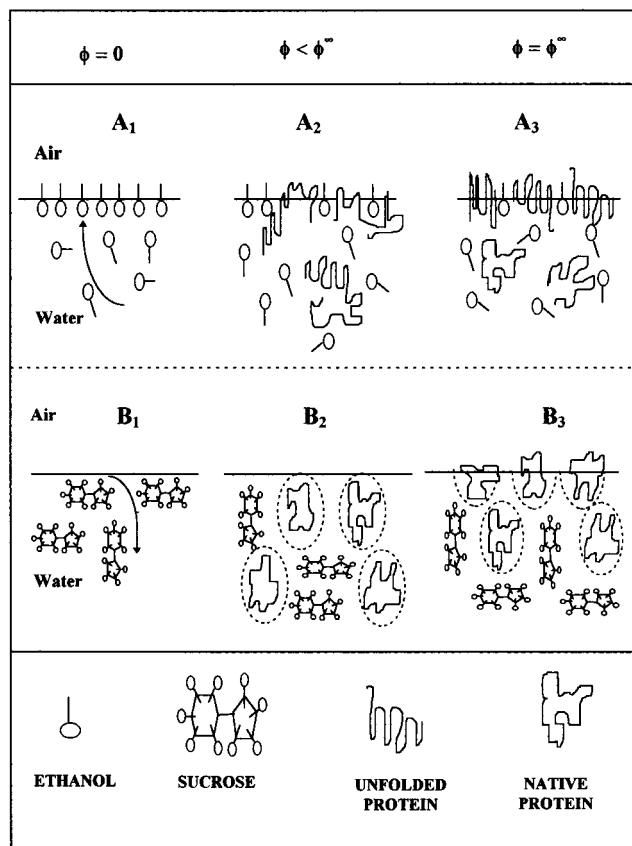 ϕ = 0 ϕ < ϕ^∞ ϕ = ϕ^∞
A₁ A₂ A₃
Air
Water
Air B₁ B₂ B₃
Water
ETHANOL SUCROSE UNFOLDED PROTEIN NATIVE PROTEIN